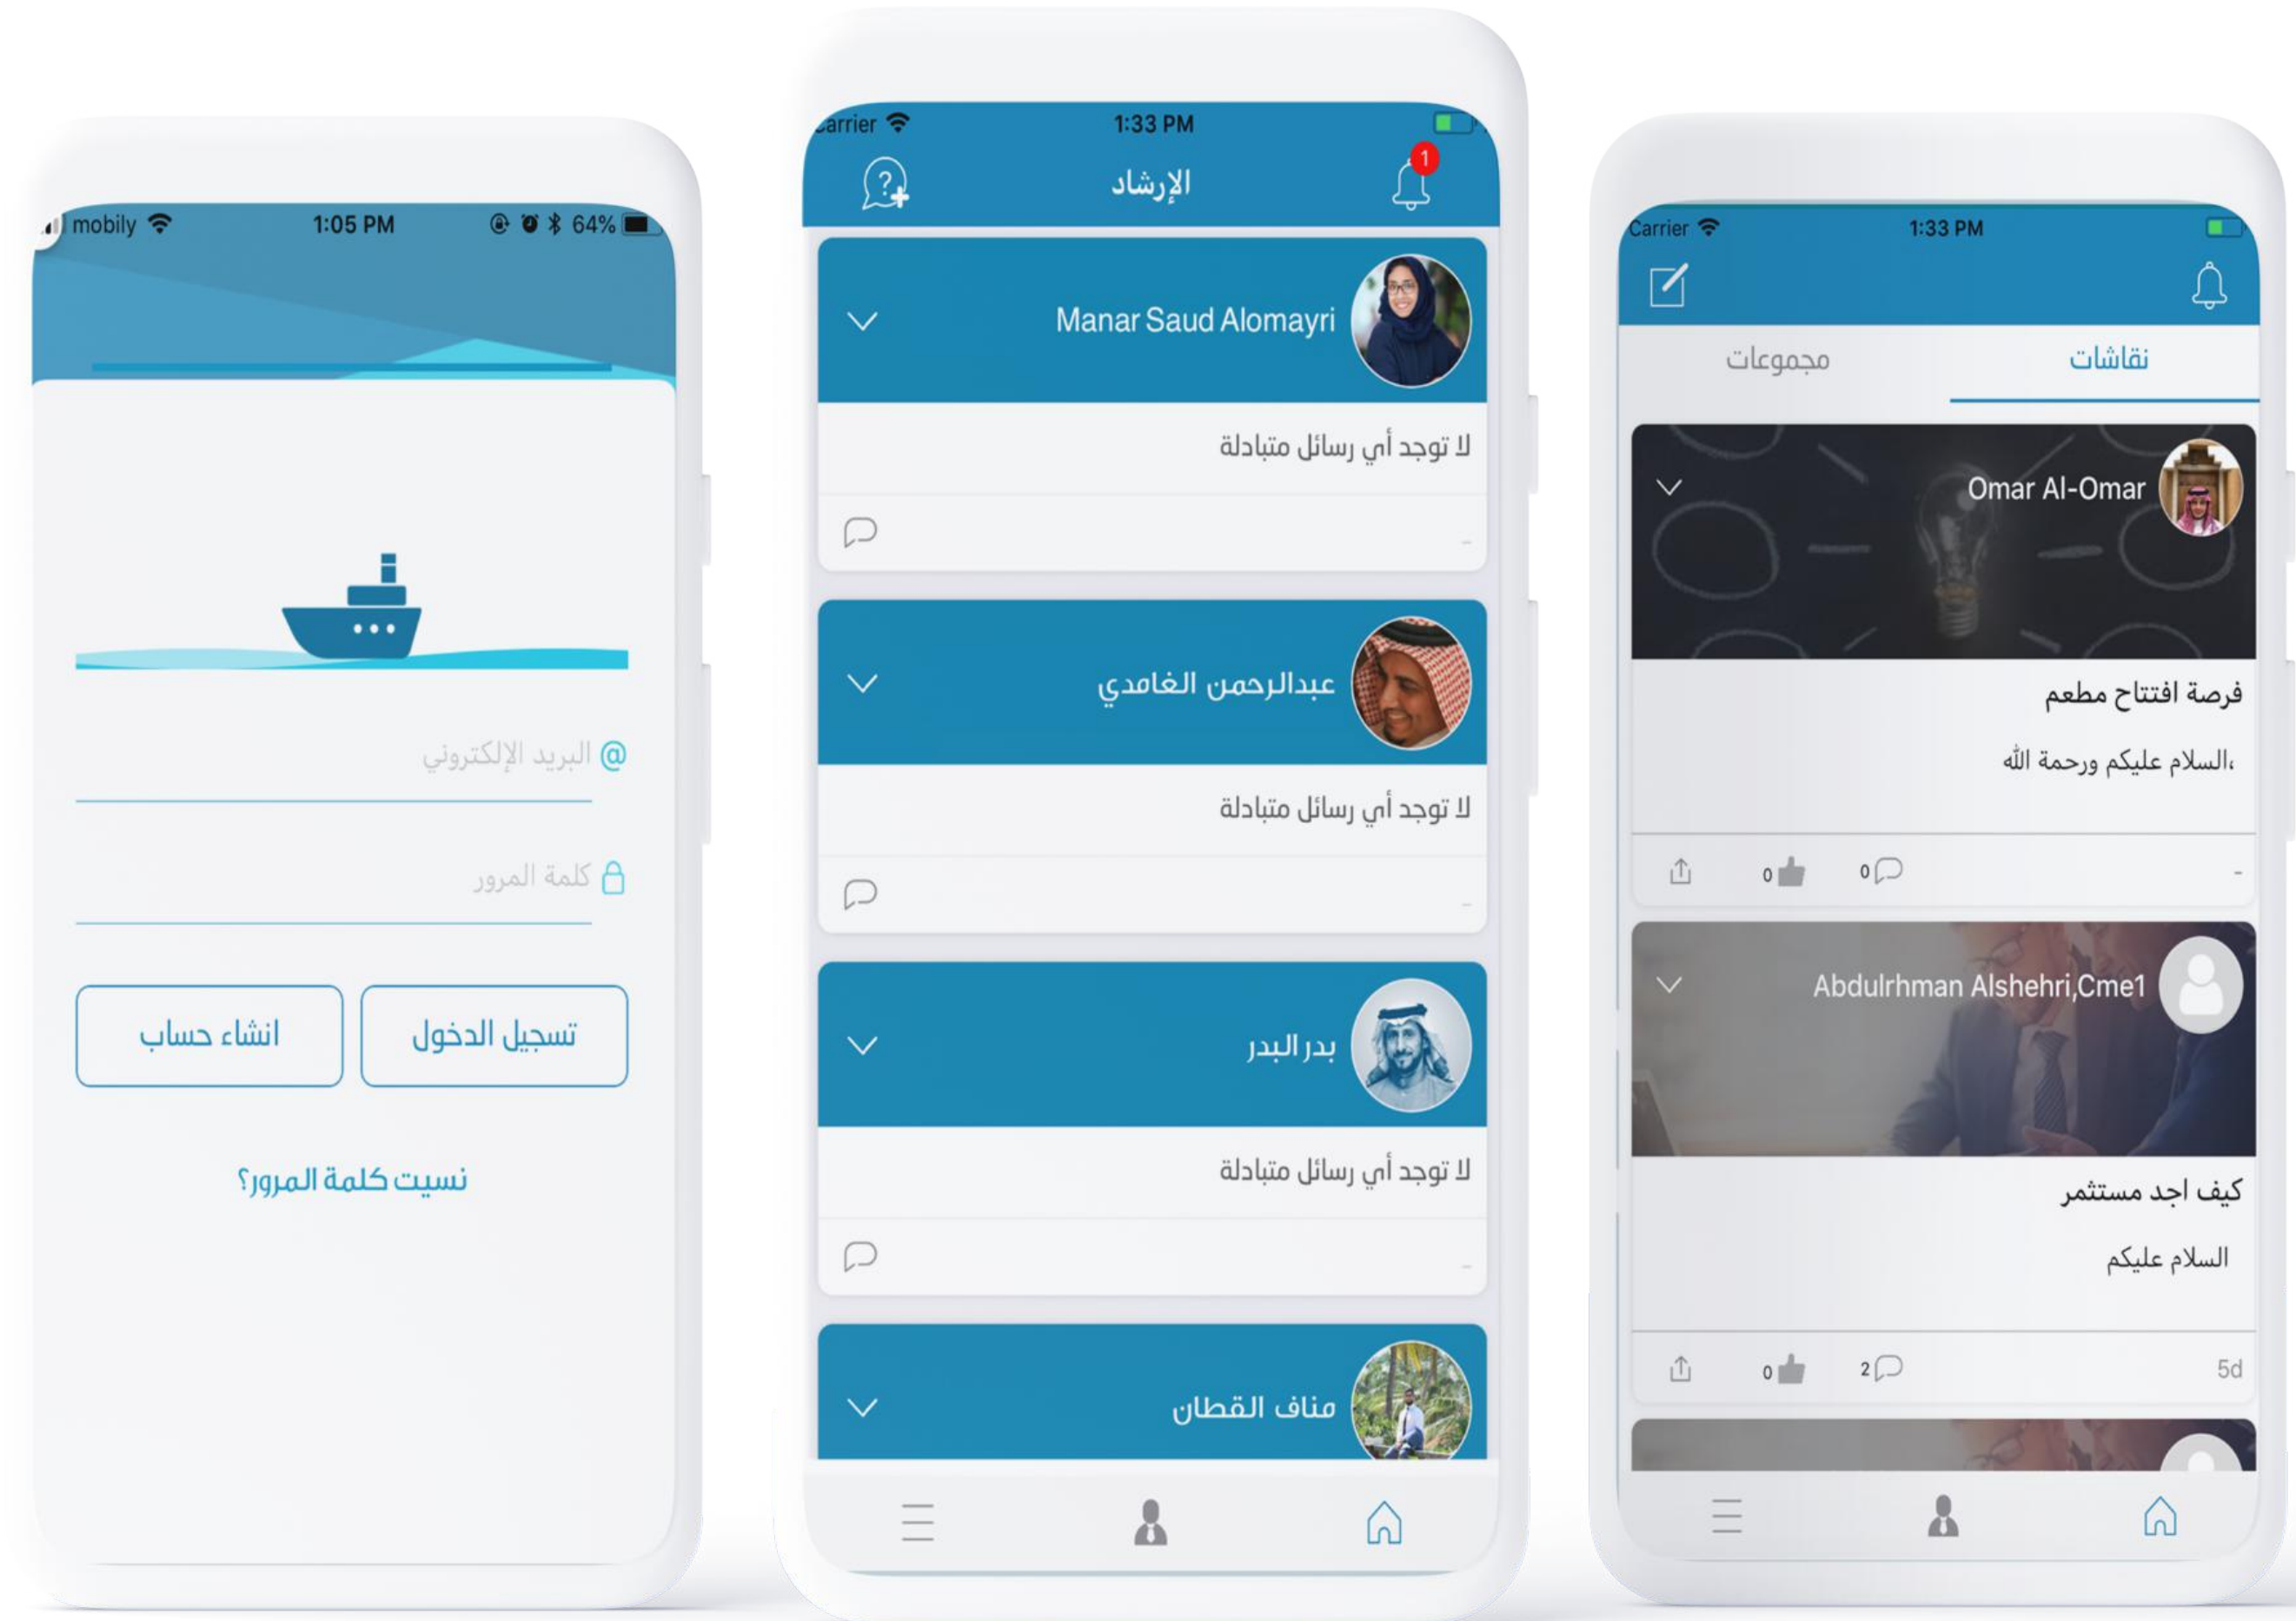 mobily 1:05 PM 64%
البريد الإلكتروني @
كلمة المرور
تسجيل الدخول
انشاء حساب
نسيت كلمة المرور؟
Carrier 1:33 PM
1
الإرشاد
Manar Saud Alomayri
لا توجد أي رسائل متبادلة
-
عبدالرحمن الغامدي
لا توجد أي رسائل متبادلة
-
بدر البدر
لا توجد أي رسائل متبادلة
-
مناف القطان
Carrier 1:33 PM
نقاشات
مجموعات
Omar Al-Omar
فرصة افتتاح مطعم
السلام عليكم ورحمة الله،
0 0 -
Abdulrhman Alshehri,Cme1
كيف اجد مستثمر
السلام عليكم
0 2 5d